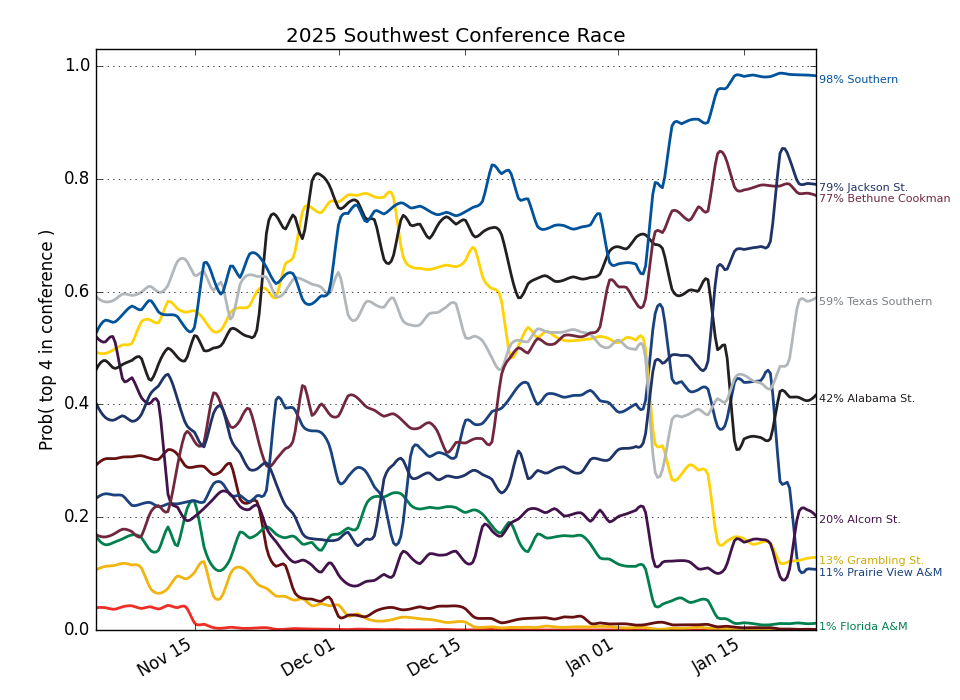 2025 Southwest Conference Race
Prob( top 4 in conference )
1.0
0.8
0.6
0.4
0.2
0.0
Nov 15
Dec 01
Dec 15
Jan 01
Jan 15
98% Southern
79% Jackson St.
77% Bethune Cookman
59% Texas Southern
42% Alabama St.
20% Alcorn St.
13% Grambling St.
11% Prairie View A&M
1% Florida A&M